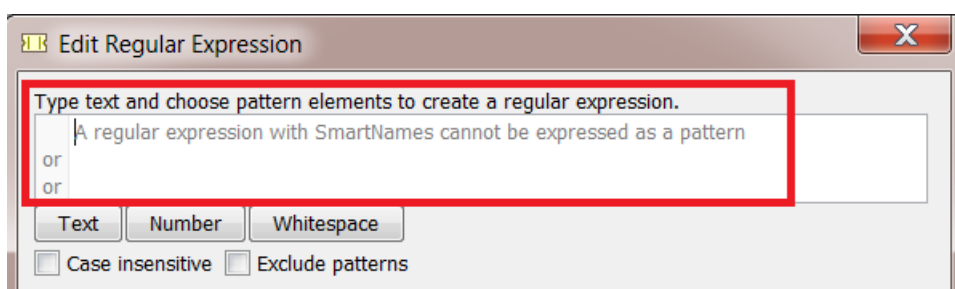 Edit Regular Expression
X
Type text and choose pattern elements to create a regular expression.
A regular expression with SmartNames cannot be expressed as a pattern
or
or
Text Number Whitespace
Case insensitive Exclude patterns